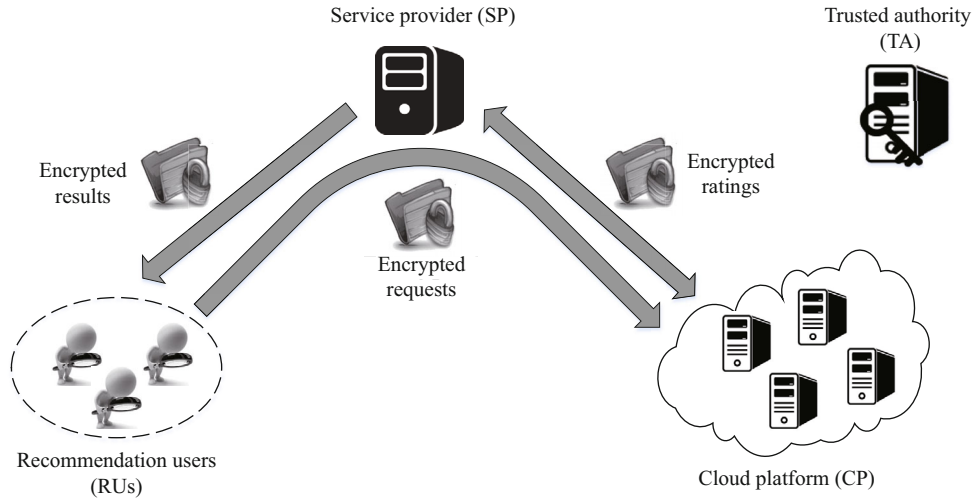 Service provider (SP)
Trusted authority
(TA)
Encrypted
results
Encrypted
ratings
Encrypted
requests
Recommendation users
(RUs)
Cloud platform (CP)